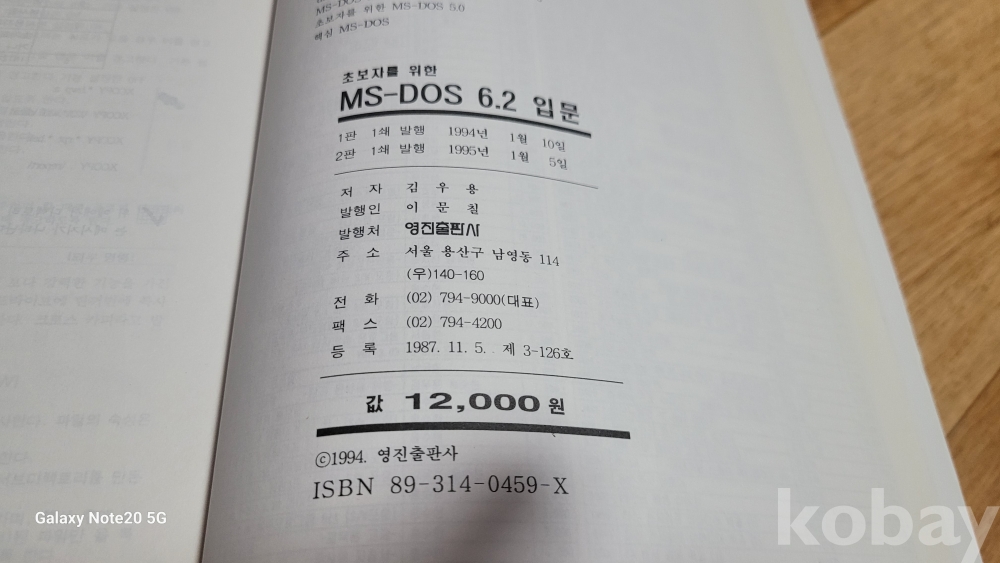 MS-DOS
초보자를 위한 MS-DOS 5.0
핵심 MS-DOS
초보자를 위한
MS-DOS 6.2 입문
1판 1쇄 발행 1994년 1월 10일
2판 1쇄 발행 1995년 1월 5일
저 자 김 우 용
발행인 이 문 칠
발행처 영진출판사
주 소 서울 용산구 남영동 114
(우)140-160
전 화 (02) 794-9000(대표)
팩 스 (02) 794-4200
등 록 1987. 11. 5. 제 3-126호
값 12,000원
ⓒ1994. 영진출판사
ISBN 89-314-0459-X
Galaxy Note20 5G
kobay